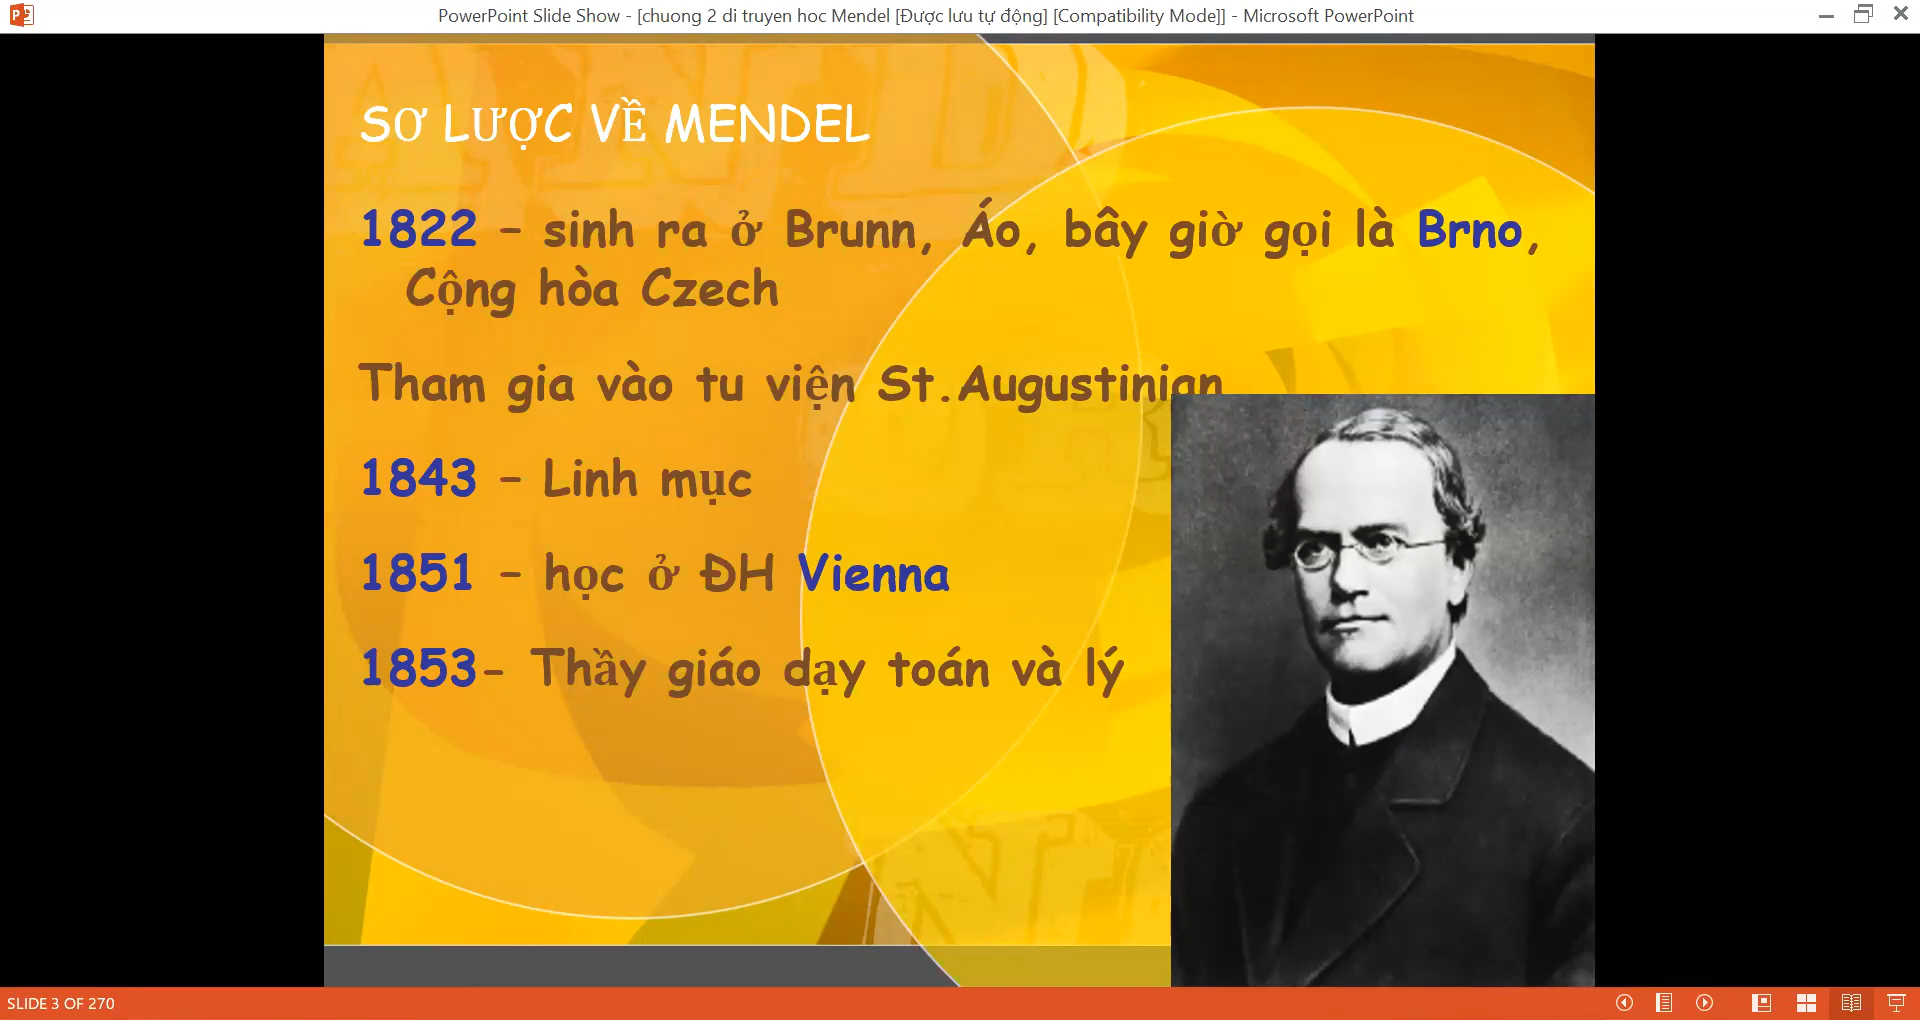 PowerPoint Slide Show - [chuong 2 di truyen hoc Mendel [Được lưu tự động] [Compatibility Mode]] - Microsoft PowerPoint
SƠ LƯỢC VỀ MENDEL
1822 – sinh ra ở Brunn, Áo, bây giờ gọi là Brno,
Cộng hòa Czech
Tham gia vào tu viện St.Augustinian
1843 – Linh mục
1851 – học ở ĐH Vienna
1853– Thầy giáo dạy toán và lý
SLIDE 3 OF 270